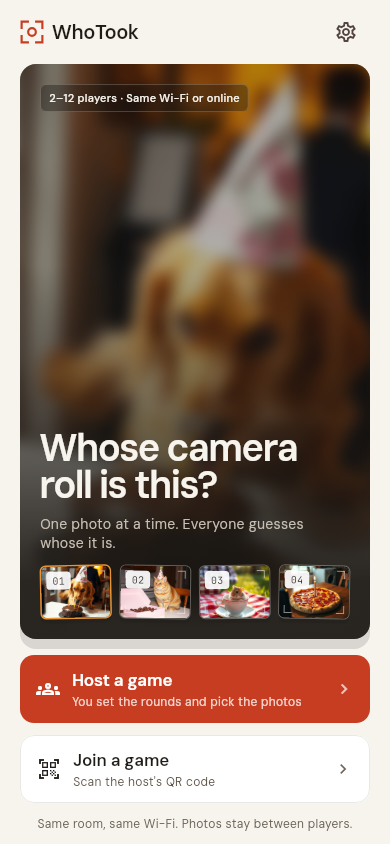 WhoTook
2–12 players · Same Wi-Fi or online
Whose camera
roll is this?
One photo at a time. Everyone guesses
whose it is.
01
02
03
04
Host a game
You set the rounds and pick the photos
Join a game
Scan the host's QR code
Same room, same Wi-Fi. Photos stay between players.